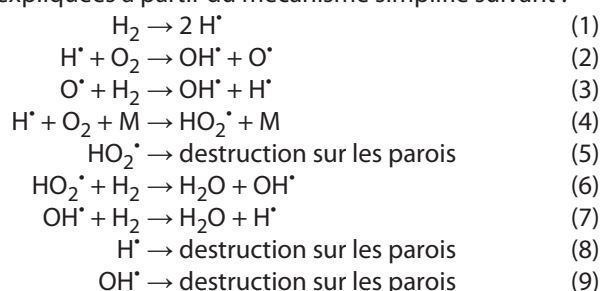 expliquées à partir du mécanisme simplifié suivant :
H₂ → 2 H• (1)
H• + O₂ → OH• + O• (2)
O• + H₂ → OH• + H• (3)
H• + O₂ + M → HO₂• + M (4)
HO₂• → destruction sur les parois (5)
HO₂• + H₂ → H₂O + OH• (6)
OH• + H₂ → H₂O + H• (7)
H• → destruction sur les parois (8)
OH• → destruction sur les parois (9)